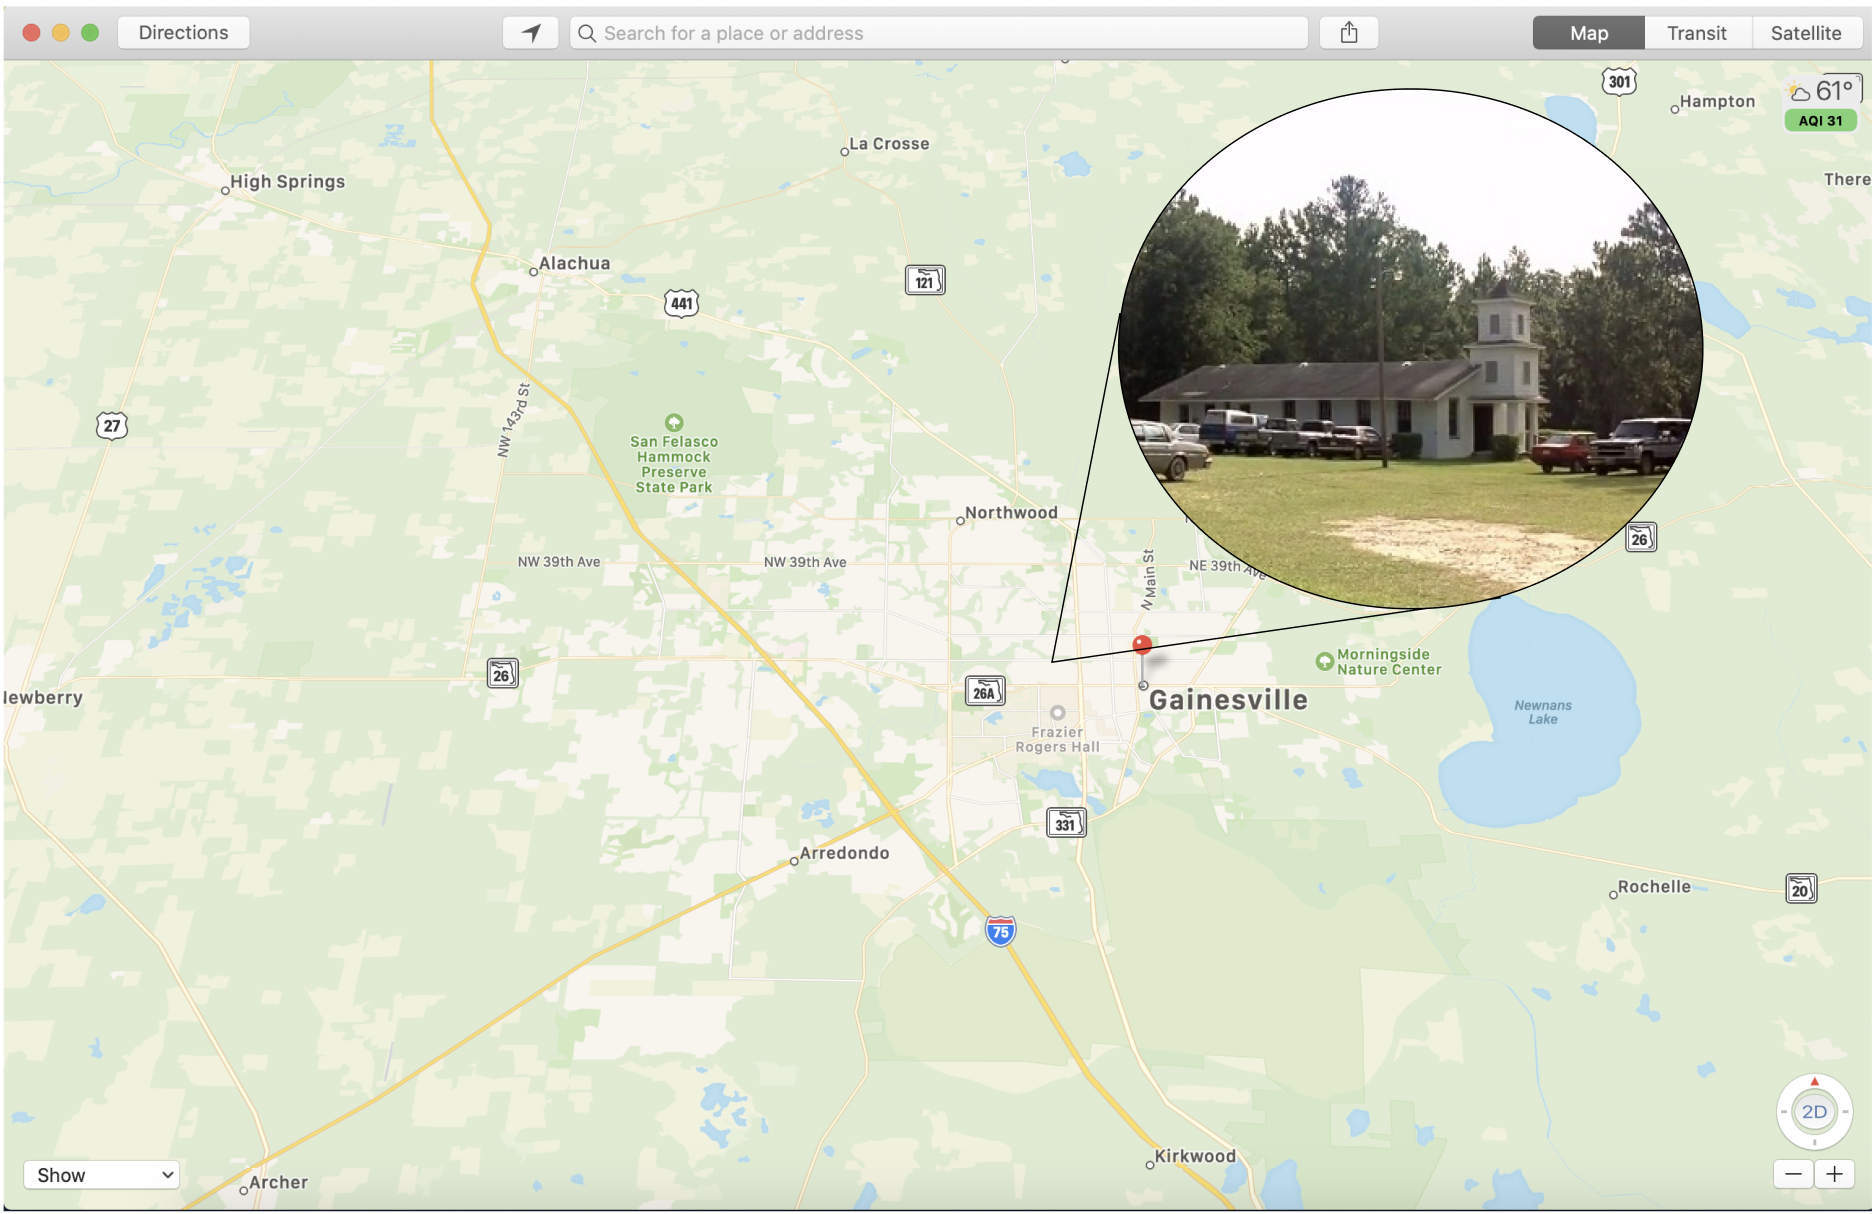 Directions
Search for a place or address
Map
Transit
Satellite
301
Hampton
61°
AQI 31
La Crosse
There
High Springs
Alachua
121
441
NW 143rd St
27
San Felasco
Hammock
Preserve
State Park
Northwood
26
NW 39th Ave
NW 39th Ave
N Main St
NE 39th Ave
Morningside
Nature Center
26
26A
Gainesville
lewberry
Newnans
Lake
Frazier
Rogers Hall
331
Arredondo
Rochelle
20
75
2D
Kirkwood
Show
Archer